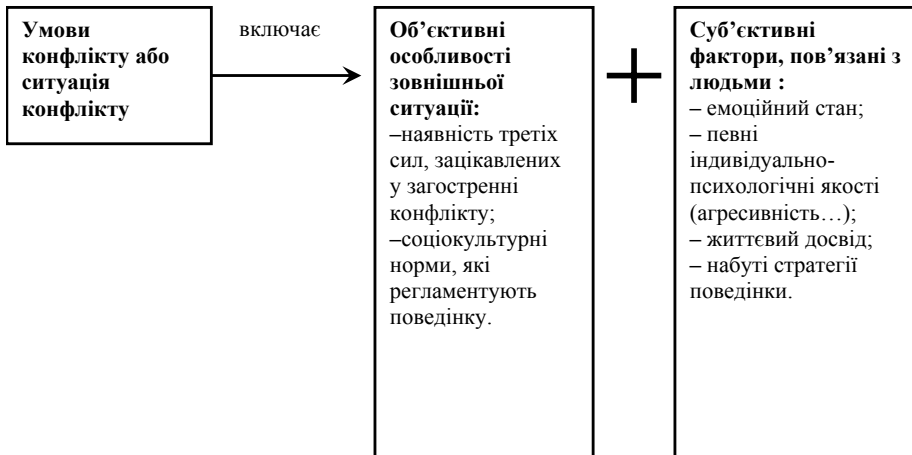 Умови
конфлікту або
ситуація
конфлікту
включає
Об’єктивні
особливості
зовнішньої
ситуації:
–наявність третіх
сил, зацікавлених
у загостренні
конфлікту;
–соціокультурні
норми, які
регламентують
поведінку.
Суб’єктивні
фактори, пов’язані з
людьми :
– емоційний стан;
– певні
індивідуально-
психологічні якості
(агресивність…);
– життєвий досвід;
– набуті стратегії
поведінки.